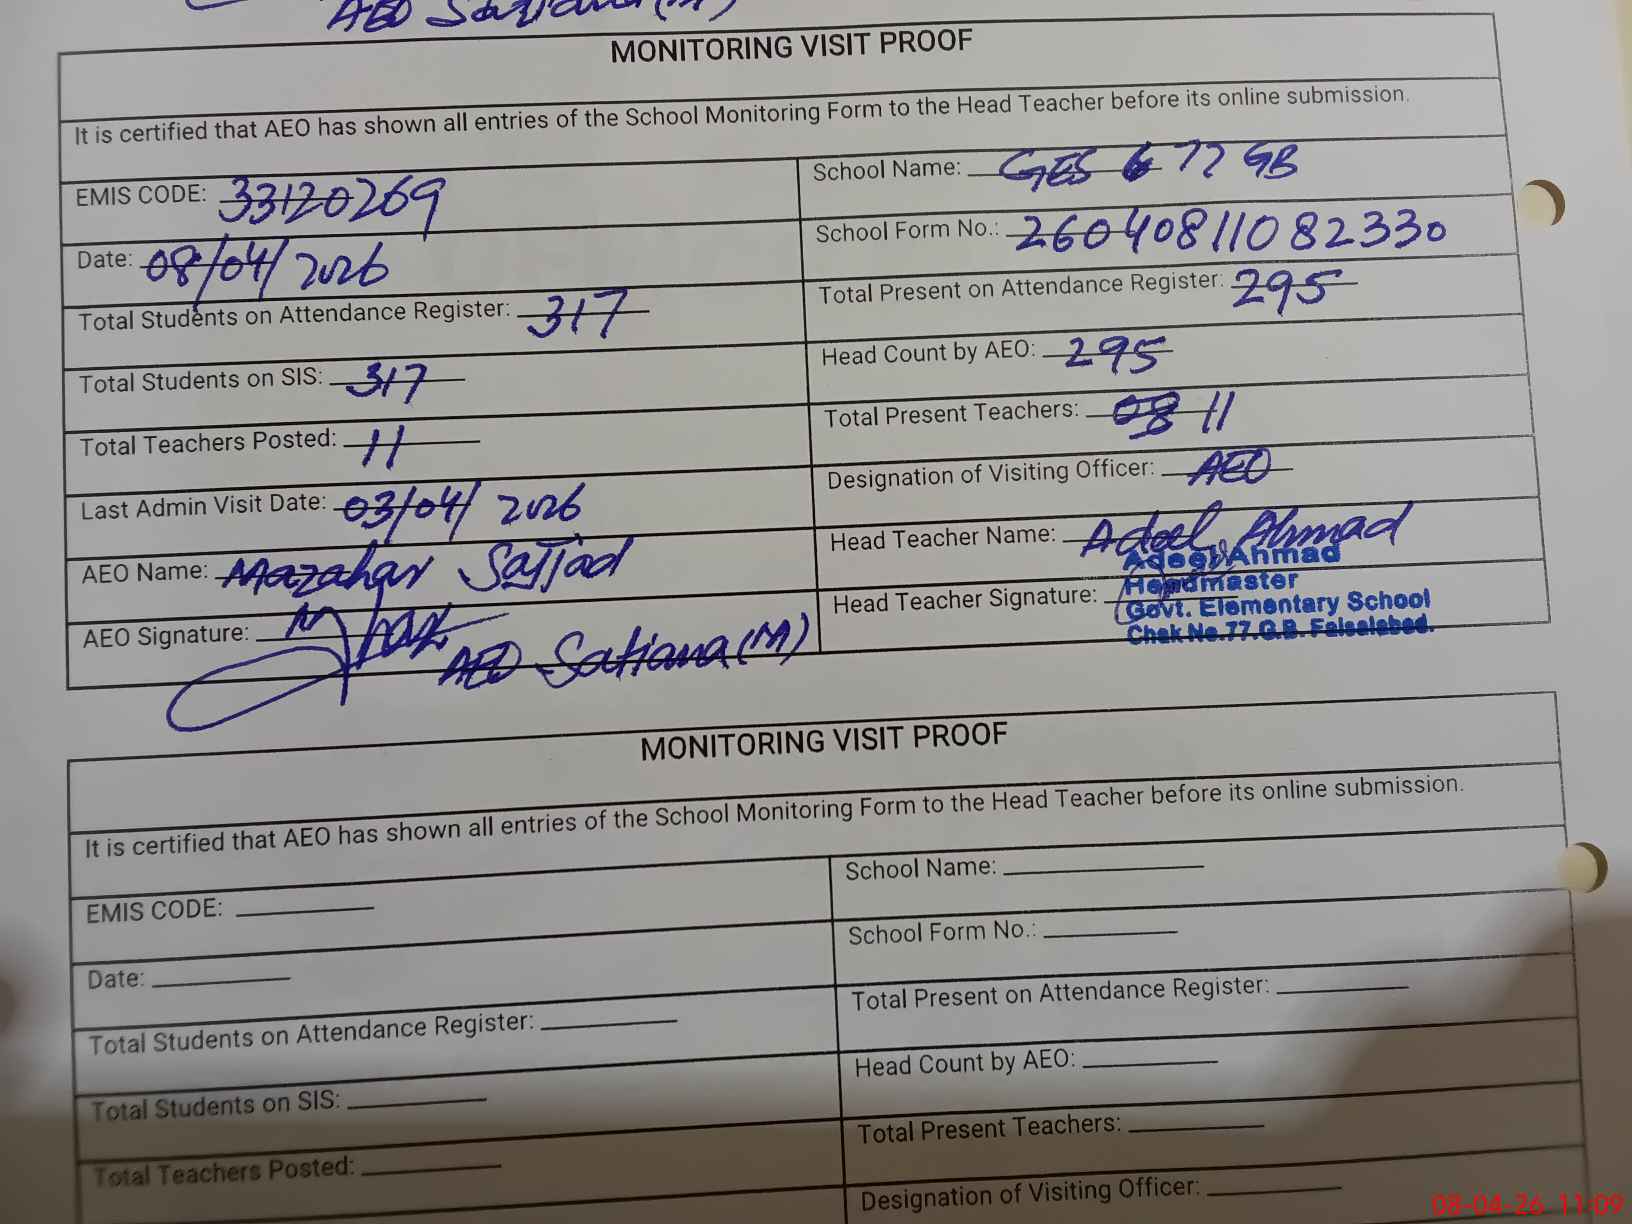 AEO Satiana (M)
MONITORING VISIT PROOF
It is certified that AEO has shown all entries of the School Monitoring Form to the Head Teacher before its online submission.
EMIS CODE: 33120269
School Name: GES 77 GB
Date: 08/04/2026
School Form No.: 26040811082330
Total Students on Attendance Register: 317
Total Present on Attendance Register: 295
Total Students on SIS: 317
Head Count by AEO: 295
Total Teachers Posted: 11
Total Present Teachers: 08 11
Last Admin Visit Date: 03/04/2026
Designation of Visiting Officer: AEO
AEO Name: Mazahar Sajjad
Head Teacher Name: Adeel Ahmad
AEO Signature:
AEO Satiana (M)
Head Teacher Signature:
Adeel Ahmad
Headmaster
Govt. Elementary School
Chak No.77.G.B. Faisalabad.
MONITORING VISIT PROOF
It is certified that AEO has shown all entries of the School Monitoring Form to the Head Teacher before its online submission.
EMIS CODE:
School Name:
Date:
School Form No.:
Total Students on Attendance Register:
Total Present on Attendance Register:
Total Students on SIS:
Head Count by AEO:
Total Teachers Posted:
Total Present Teachers:
Designation of Visiting Officer:
08-04-26 11:09